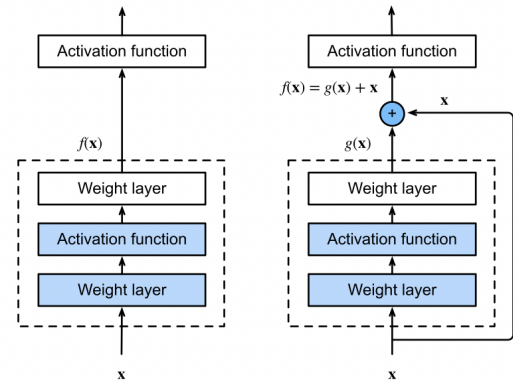 Activation function
f(x)
Weight layer
Activation function
Weight layer
x
Activation function
f(x) = g(x) + x
+
x
g(x)
Weight layer
Activation function
Weight layer
x